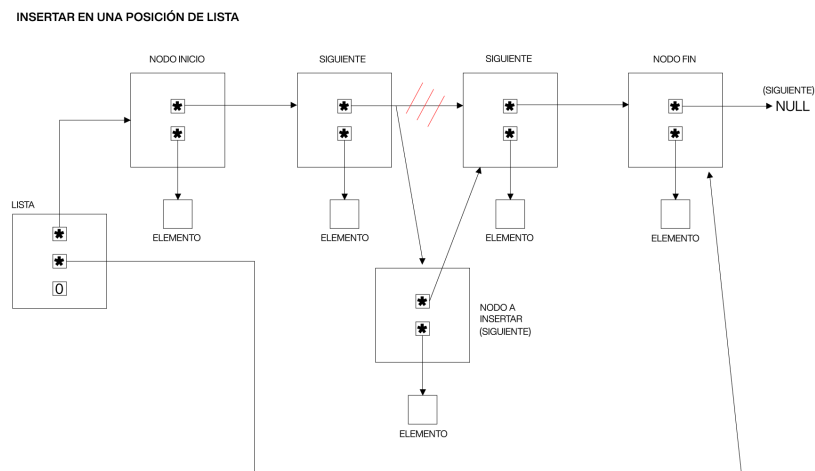 INSERTAR EN UNA POSICIÓN DE LISTA
NODO INICIO
SIGUIENTE
SIGUIENTE
NODO FIN
(SIGUIENTE)
NULL
*
*
*
*
*
*
*
*
LISTA
*
*
0
ELEMENTO
ELEMENTO
ELEMENTO
ELEMENTO
*
*
NODO A
INSERTAR
(SIGUIENTE)
ELEMENTO